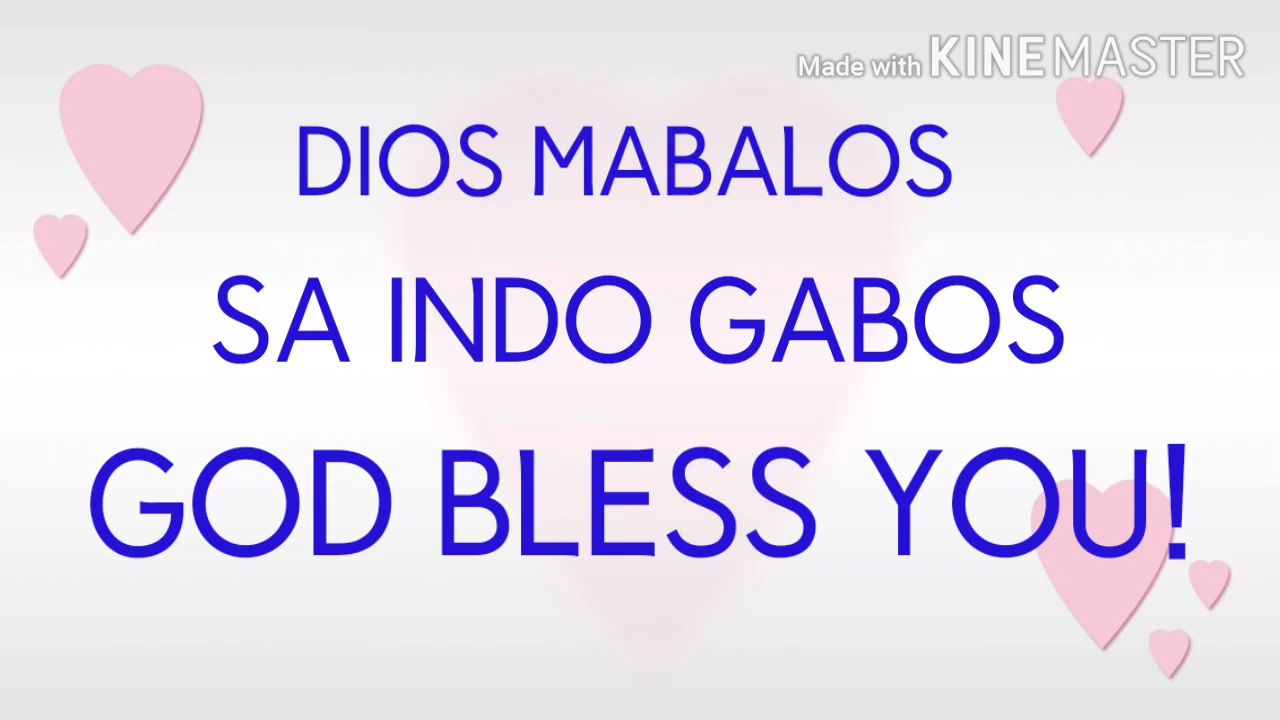 Made with KINEMASTER
DIOS MABALOS
SA INDO GABOS
GOD BLESS YOU!